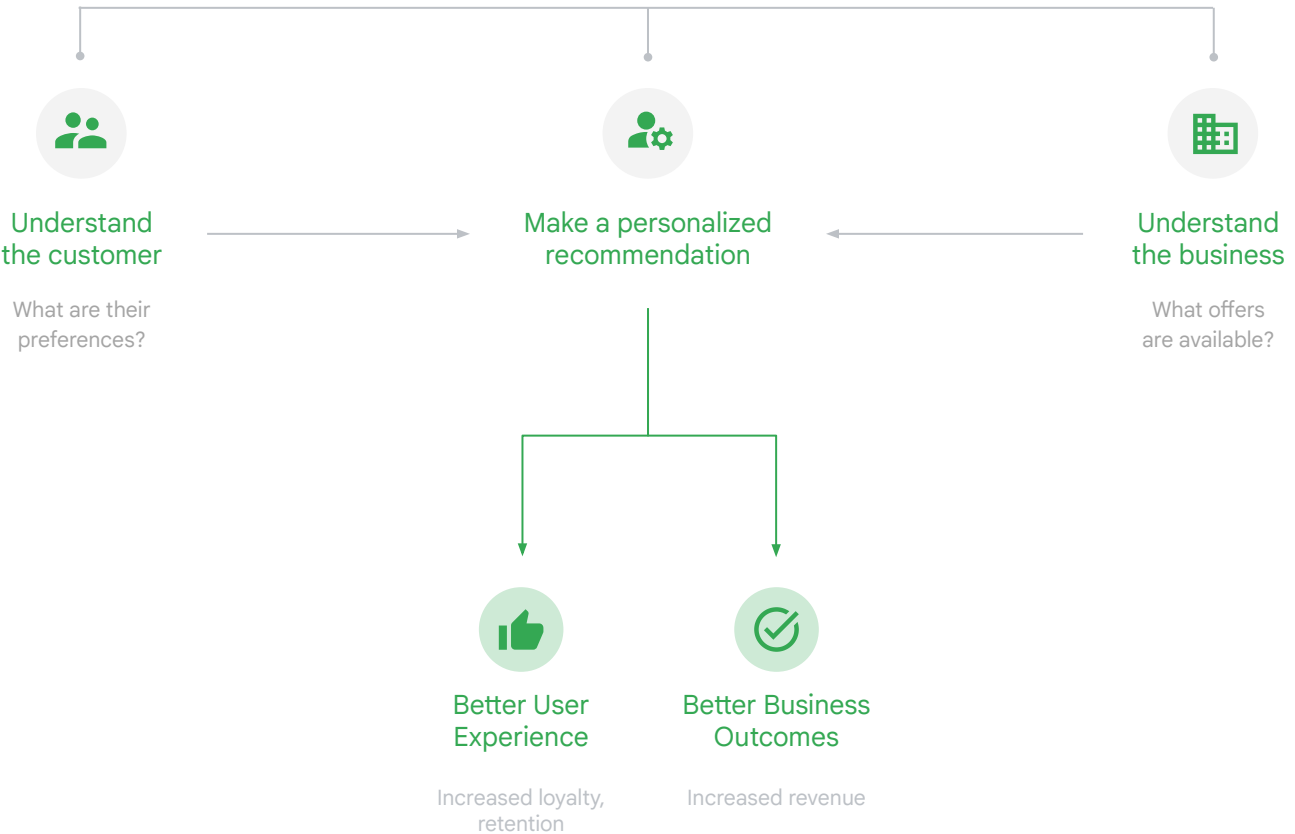 Understand
the customer
What are their
preferences?
Make a personalized
recommendation
Understand
the business
What offers
are available?
Better User
Experience
Increased loyalty,
retention
Better Business
Outcomes
Increased revenue